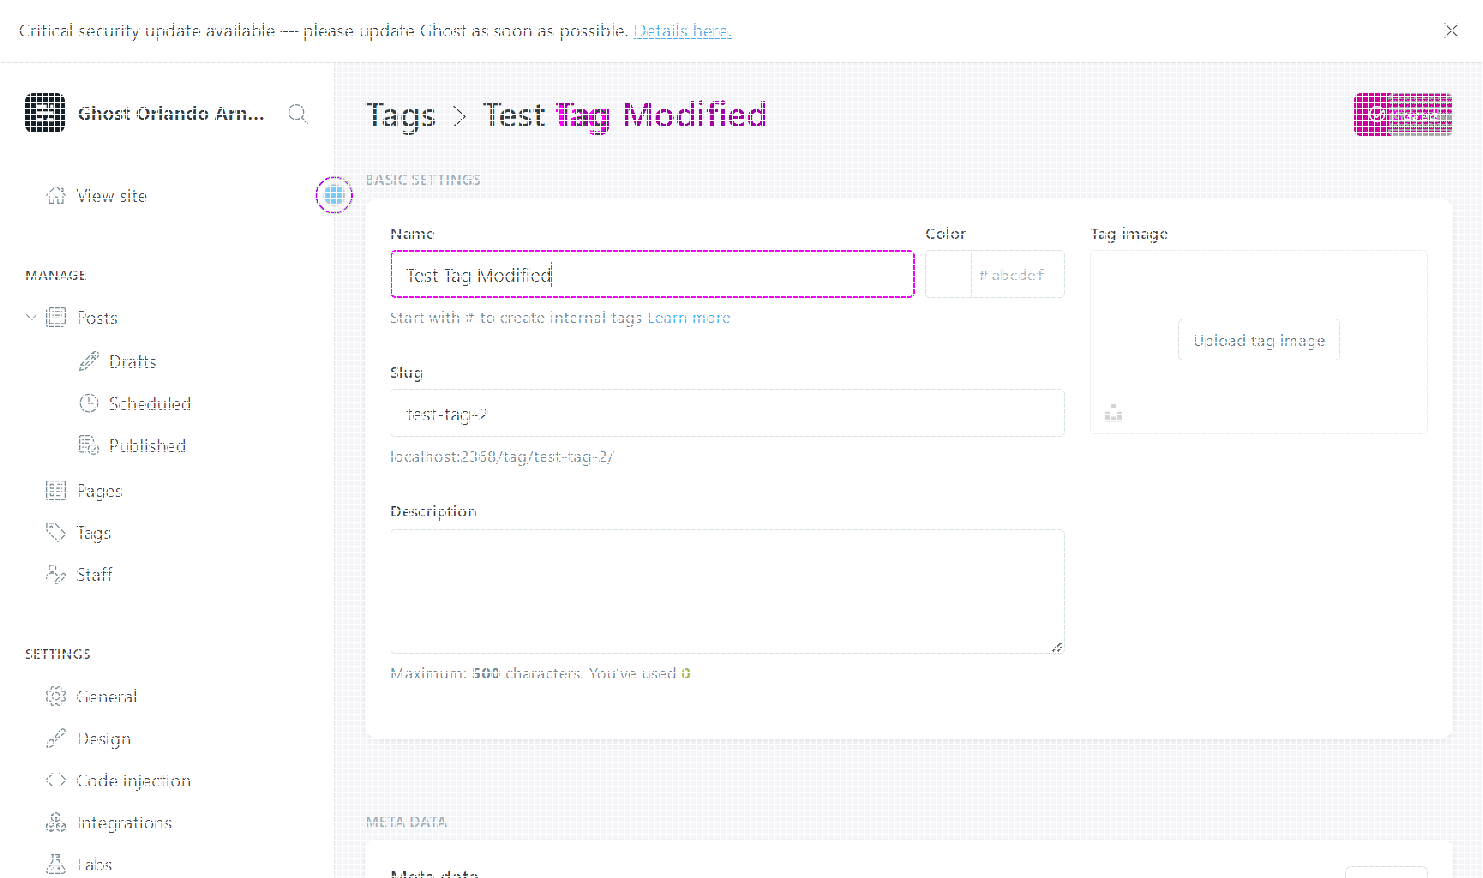 Critical security update available — please update Ghost as soon as possible. Details here.
Ghost Orlando Arn...
Tags > Test Tag Modified
View site
BASIC SETTINGS
Name
Color
Tag image
Test Tag Modified
#abcdef
Start with # to create internal tags Learn more
Upload tag image
Slug
test-tag-2
localhost:2368/tag/test-tag-2/
Description
Maximum: 500 characters. You've used 0
MANAGE
Posts
Drafts
Scheduled
Published
Pages
Tags
Staff
SETTINGS
General
Design
Code injection
Integrations
Labs
META DATA
Meta data